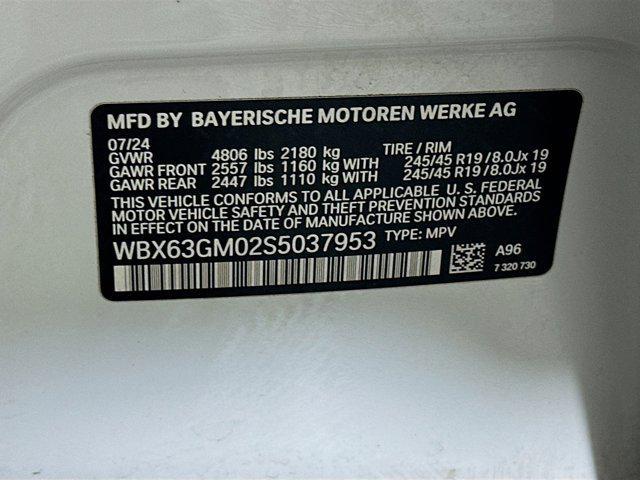 MFD BY BAYERISCHE MOTOREN WERKE AG
07/24 TIRE / RIM
GVWR 4806 lbs 2180 kg
GAWR FRONT 2557 lbs 1160 kg WITH 245/45 R19 / 8.0Jx 19
GAWR REAR 2447 lbs 1110 kg WITH 245/45 R19 / 8.0Jx 19
THIS VEHICLE CONFORMS TO ALL APPLICABLE U. S. FEDERAL
MOTOR VEHICLE SAFETY AND THEFT PREVENTION STANDARDS
IN EFFECT ON THE DATE OF MANUFACTURE SHOWN ABOVE.
WBX63GM02S5037953 TYPE: MPV
A96
7 320 730